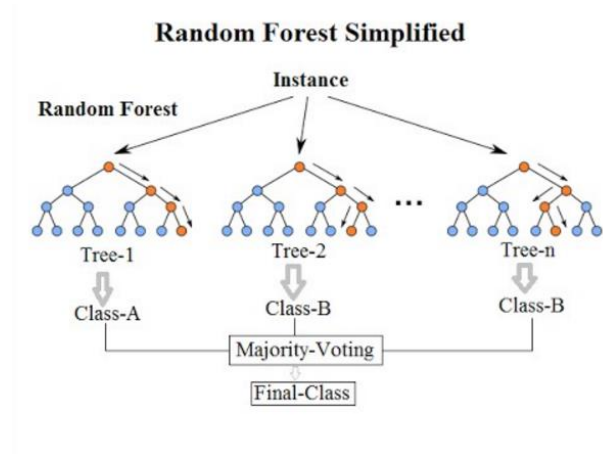 Random Forest Simplified
Instance
Random Forest
...
Tree-1
Tree-2
Tree-n
Class-A
Class-B
Class-B
Majority-Voting
Final-Class